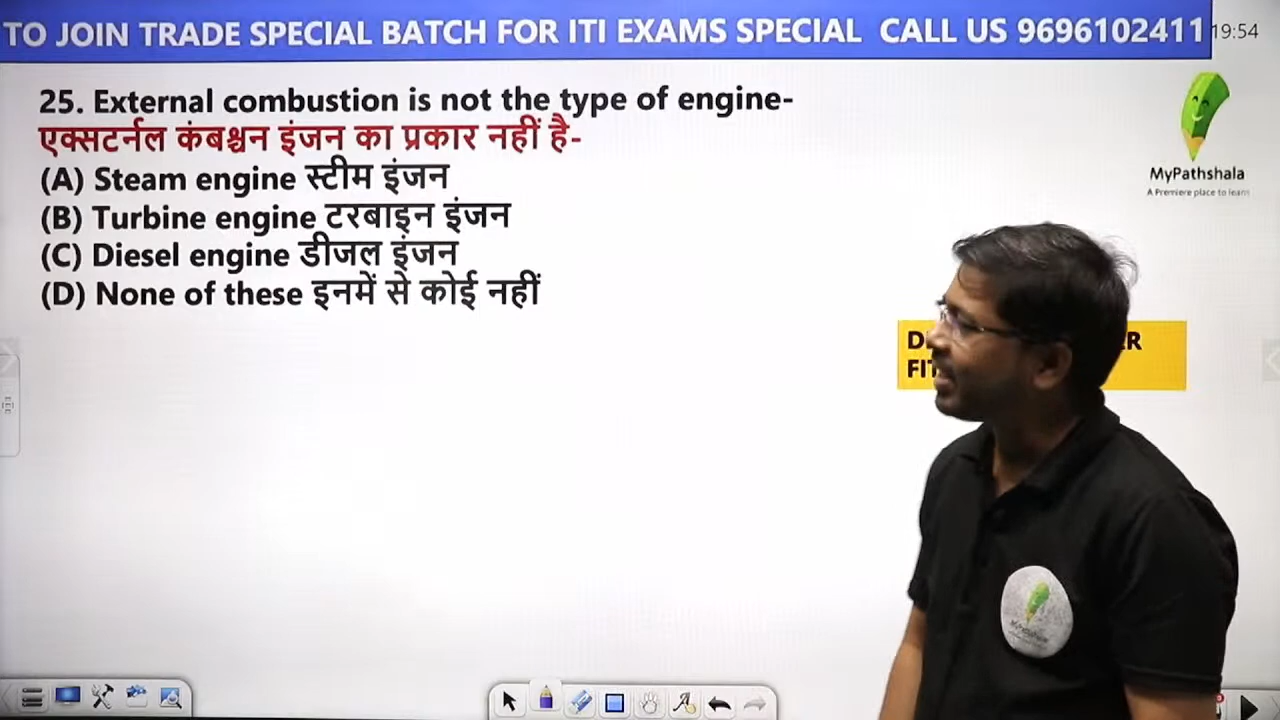 TO JOIN TRADE SPECIAL BATCH FOR ITI EXAMS SPECIAL CALL US 9696102411
19:54
25. External combustion is not the type of engine-
एक्सटर्नल कंबश्चन इंजन का प्रकार नहीं है-
(A) Steam engine स्टीम इंजन
(B) Turbine engine टरबाइन इंजन
(C) Diesel engine डीजल इंजन
(D) None of these इनमें से कोई नहीं
MyPathshala
A Premiere place to learn